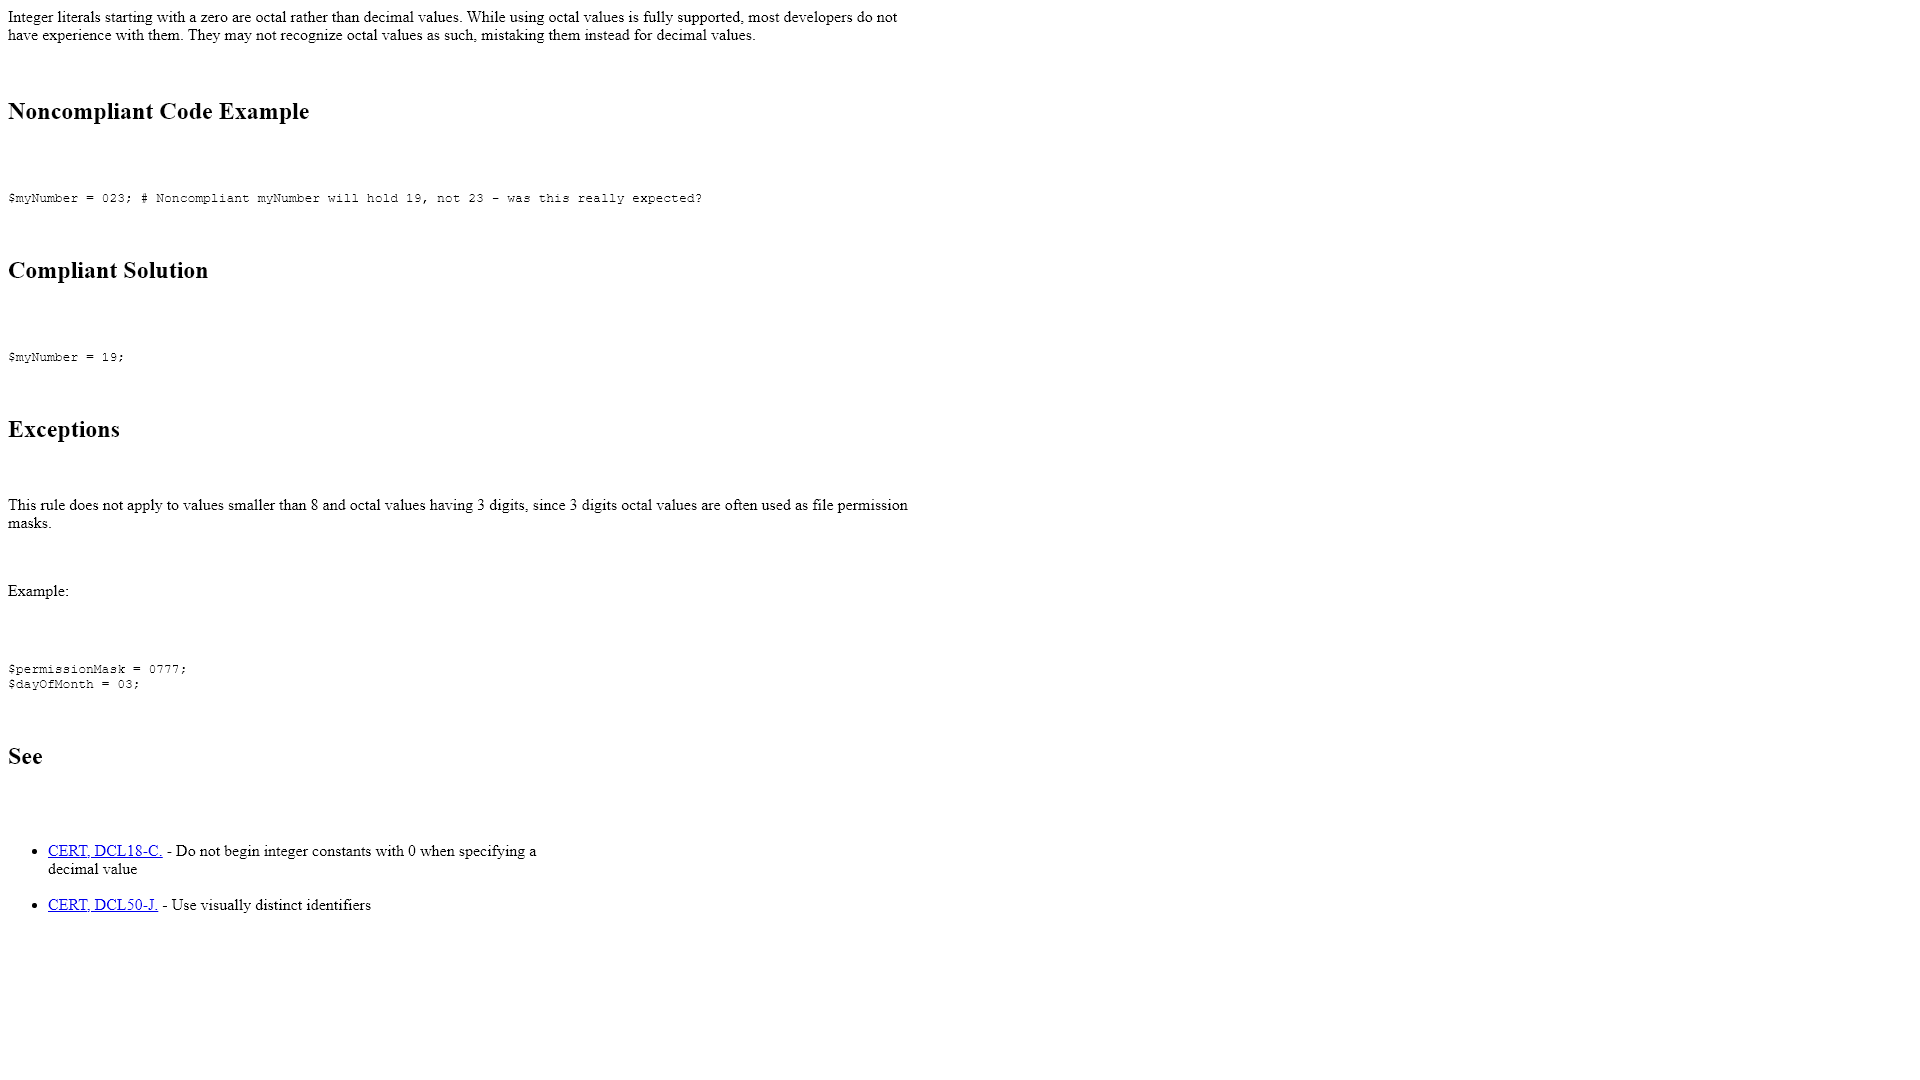 Integer literals starting with a zero are octal rather than decimal values. While using octal values is fully supported, most developers do not
have experience with them. They may not recognize octal values as such, mistaking them instead for decimal values.
Noncompliant Code Example
$myNumber = 023; # Noncompliant myNumber will hold 19, not 23 - was this really expected?
Compliant Solution
$myNumber = 19;
Exceptions
This rule does not apply to values smaller than 8 and octal values having 3 digits, since 3 digits octal values are often used as file permission
masks.
Example:
$permissionMask = 0777;
$dayOfMonth = 03;
See
• CERT, DCL18-C. - Do not begin integer constants with 0 when specifying a
decimal value
• CERT, DCL50-J. - Use visually distinct identifiers